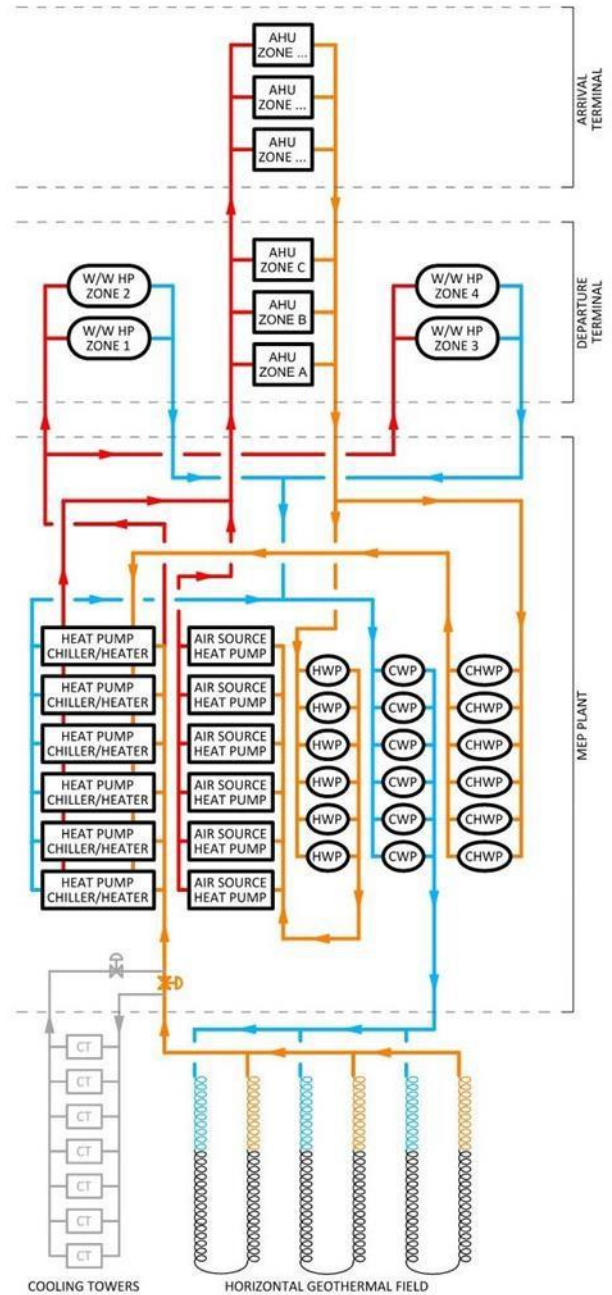 AHU
ZONE ...
AHU
ZONE ...
AHU
ZONE ...
ARRIVAL
TERMINAL
W/W HP
ZONE 2
W/W HP
ZONE 1
AHU
ZONE C
AHU
ZONE B
AHU
ZONE A
W/W HP
ZONE 4
W/W HP
ZONE 3
DEPARTURE
TERMINAL
HEAT PUMP
CHILLER/HEATER
HEAT PUMP
CHILLER/HEATER
HEAT PUMP
CHILLER/HEATER
HEAT PUMP
CHILLER/HEATER
HEAT PUMP
CHILLER/HEATER
HEAT PUMP
CHILLER/HEATER
AIR SOURCE
HEAT PUMP
AIR SOURCE
HEAT PUMP
AIR SOURCE
HEAT PUMP
AIR SOURCE
HEAT PUMP
AIR SOURCE
HEAT PUMP
AIR SOURCE
HEAT PUMP
HWP
HWP
HWP
HWP
HWP
HWP
CWP
CWP
CWP
CWP
CWP
CWP
CHWP
CHWP
CHWP
CHWP
CHWP
CHWP
MEP PLANT
CT
CT
CT
CT
CT
CT
CT
COOLING TOWERS
HORIZONTAL GEOTHERMAL FIELD